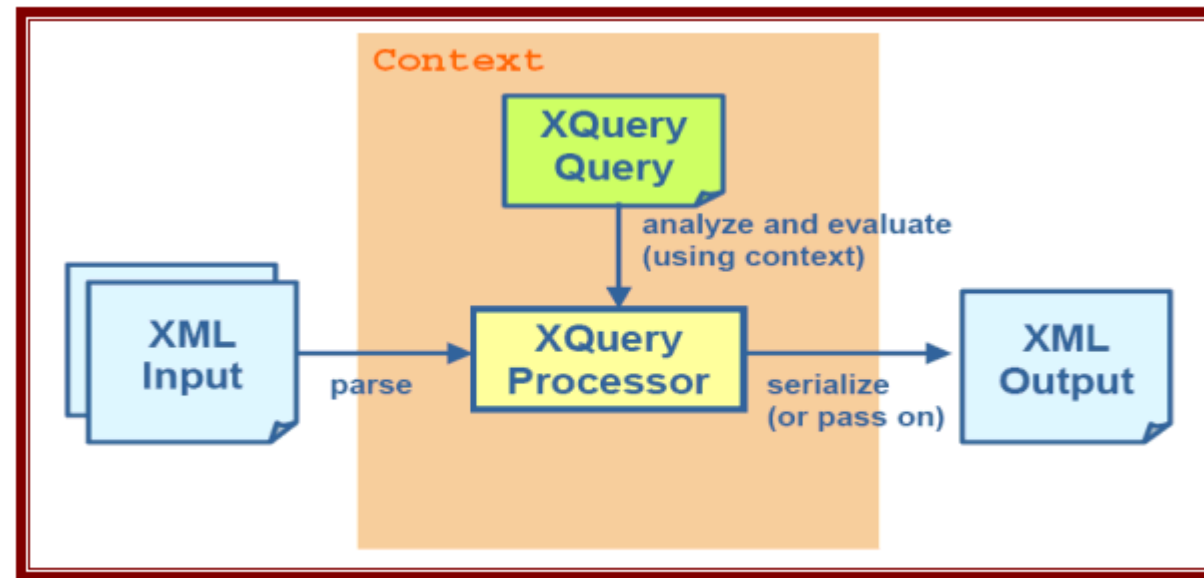 Context
XQuery
Query
analyze and evaluate
(using context)
XML
Input
parse
XQuery
Processor
serialize
(or pass on)
XML
Output